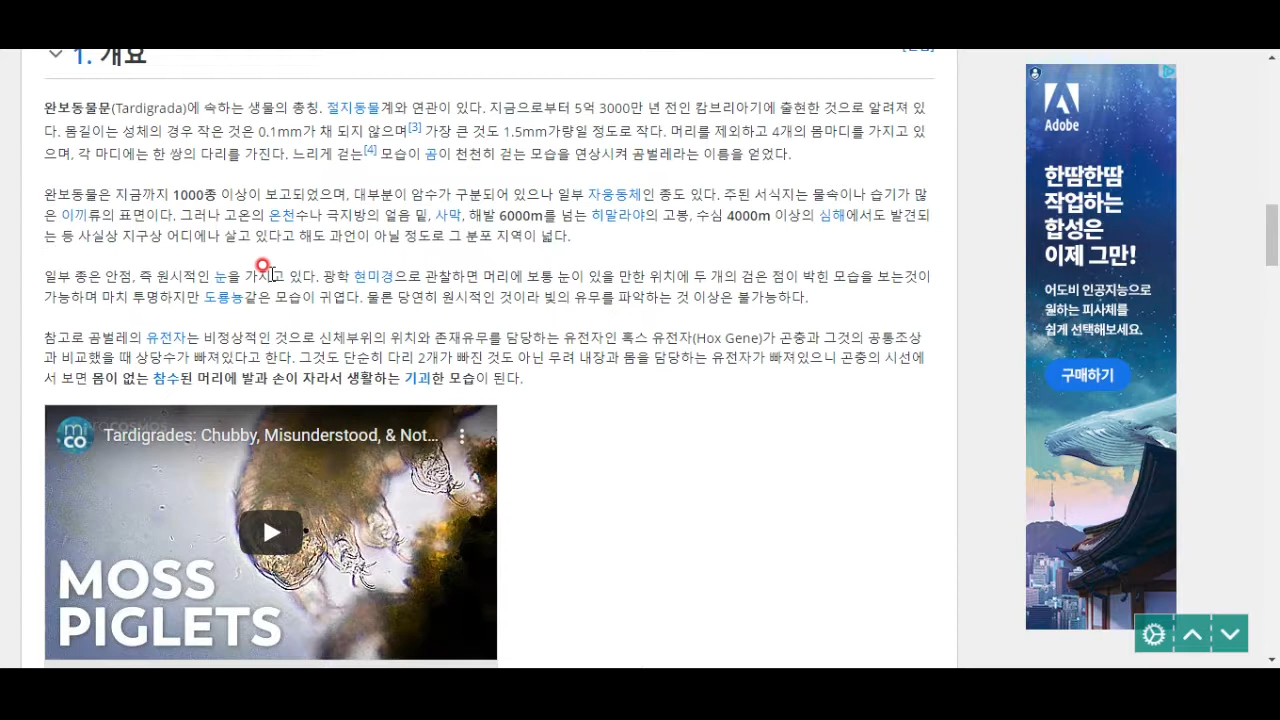 1. 개요
[편집]
완보동물문(Tardigrada)에 속하는 생물의 총칭. 절지동물계와 연관이 있다. 지금으로부터 5억 3000만 년 전인 캄브리아기에 출현한 것으로 알려져 있
다. 몸길이는 성체의 경우 작은 것은 0.1mm가 채 되지 않으며[3] 가장 큰 것도 1.5mm가량일 정도로 작다. 머리를 제외하고 4개의 몸마디를 가지고 있
으며, 각 마디에는 한 쌍의 다리를 가진다. 느리게 걷는[4] 모습이 곰이 천천히 걷는 모습을 연상시켜 곰벌레라는 이름을 얻었다.
완보동물은 지금까지 1000종 이상이 보고되었으며, 대부분이 암수가 구분되어 있으나 일부 자웅동체인 종도 있다. 주된 서식지는 물속이나 습기가 많
은 이끼류의 표면이다. 그러나 고온의 온천수나 극지방의 얼음 밑, 사막, 해발 6000m를 넘는 히말라야의 고봉, 수심 4000m 이상의 심해에서도 발견되
는 등 사실상 지구상 어디에나 살고 있다고 해도 과언이 아닐 정도로 그 분포 지역이 넓다.
일부 종은 안점, 즉 원시적인 눈을 가지고 있다. 광학 현미경으로 관찰하면 머리에 보통 눈이 있을 만한 위치에 두 개의 검은 점이 박힌 모습을 보는것이
가능하며 마치 투명하지만 도룡뇽같은 모습이 귀엽다. 물론 당연히 원시적인 것이라 빛의 유무를 파악하는 것 이상은 불가능하다.
참고로 곰벌레의 유전자는 비정상적인 것으로 신체부위의 위치와 존재유무를 담당하는 유전자인 혹스 유전자(Hox Gene)가 곤충과 그것의 공통조상
과 비교했을 때 상당수가 빠져있다고 한다. 그것도 단순히 다리 2개가 빠진 것도 아닌 무려 내장과 몸을 담당하는 유전자가 빠져있으니 곤충의 시선에
서 보면 몸이 없는 참수된 머리에 발과 손이 자라서 생활하는 기괴한 모습이 된다.
mi
co
Tardigrades: Chubby, Misunderstood, & Not...
MOSS
PIGLETS
Adobe
한땀한땀
작업하는
합성은
이제 그만!
어도비 인공지능으로
원하는 피사체를
쉽게 선택해보세요.
구매하기